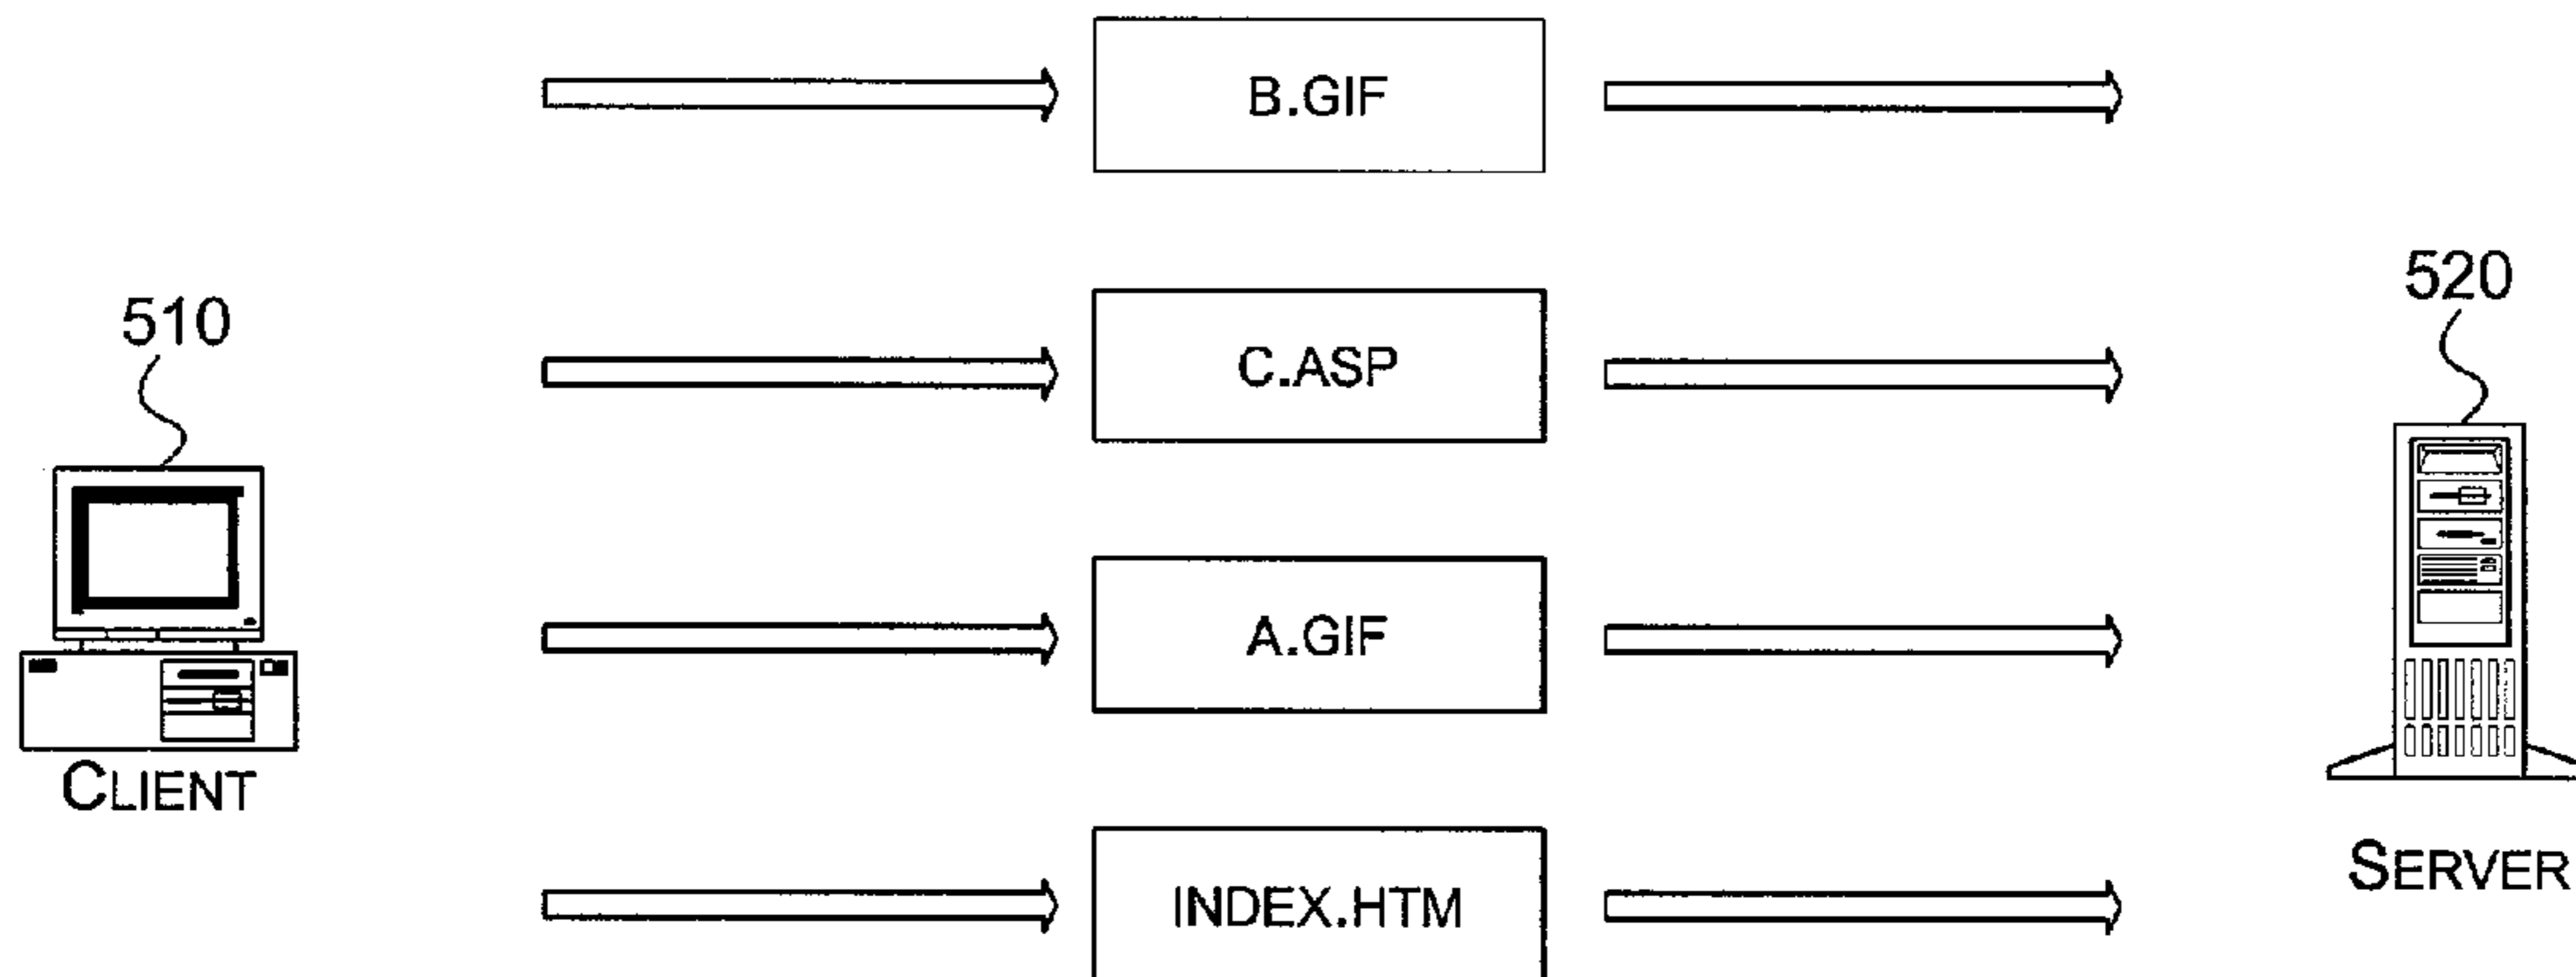 B.GIF
520
510
C.ASP
A.GIF
CLIENT
SERVER
INDEX.HTM